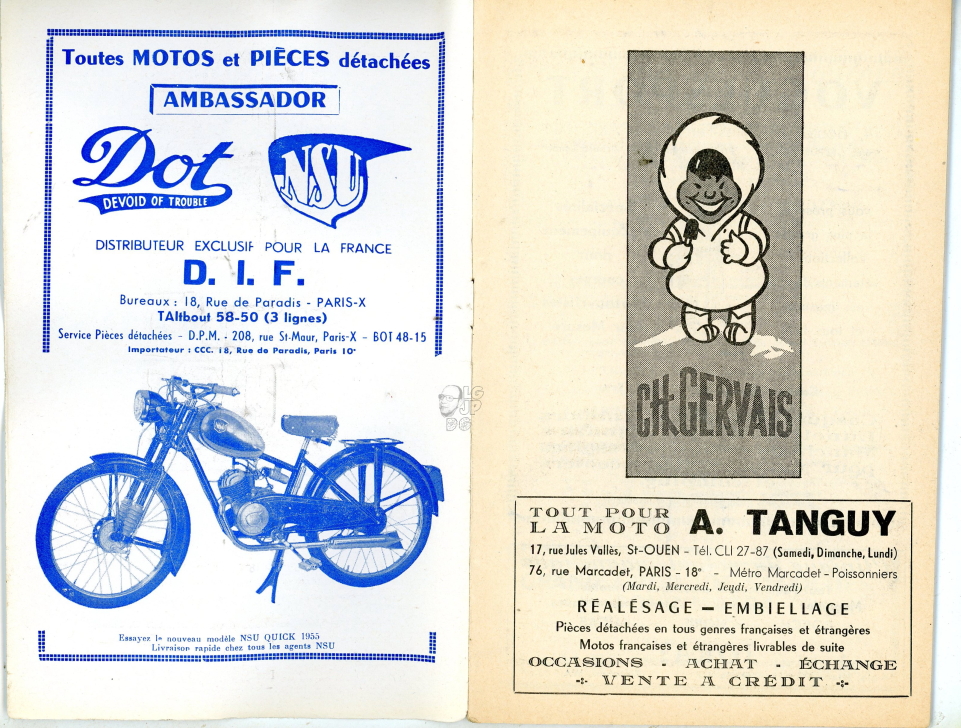 Toutes MOTOS et PIÈCES détachées
AMBASSADOR
Dot
DEVOID OF TROUBLE
NSU
DISTRIBUTEUR EXCLUSIF POUR LA FRANCE
D. I. F.
Bureaux : 18, Rue de Paradis - PARIS-X
TAItbout 58-50 (3 lignes)
Service Pièces détachées - D.P.M. - 208, rue St-Maur, Paris-X - BOT 48-15
Importateur : CCC. 18, Rue de Paradis, Paris 10e
Essayez le nouveau modèle NSU QUICK 1955
Livraison rapide chez tous les agents NSU
LG
JP
DG
CH. GERVAIS
TOUT POUR
LA MOTO A. TANGUY
17, rue Jules Vallès, St-OUEN - Tél. CLI 27-87 (Samedi, Dimanche, Lundi)
76, rue Marcadet, PARIS - 18e - Métro Marcadet - Poissonniers
(Mardi, Mercredi, Jeudi, Vendredi)
RÉALÉSAGE — EMBIELLAGE
Pièces détachées en tous genres françaises et étrangères
Motos françaises et étrangères livrables de suite
OCCASIONS - ACHAT - ÉCHANGE
VENTE A CRÉDIT